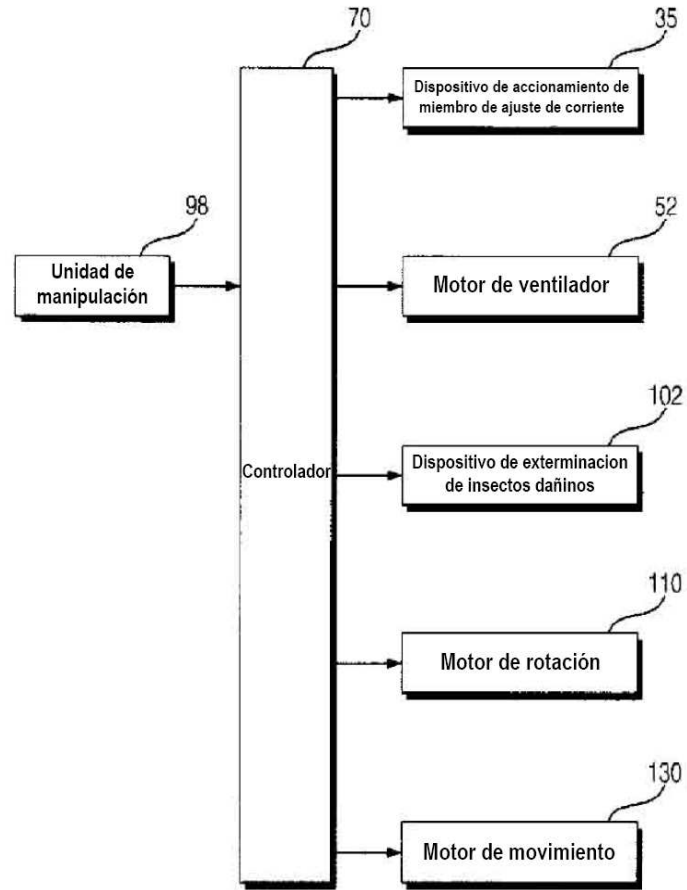 70
35
Dispositivo de accionamiento de
miembro de ajuste de corriente
98
52
Unidad de
manipulación
Motor de ventilador
102
Controlador
Dispositivo de exterminacion
de insectos dañinos
110
Motor de rotación
130
Motor de movimiento